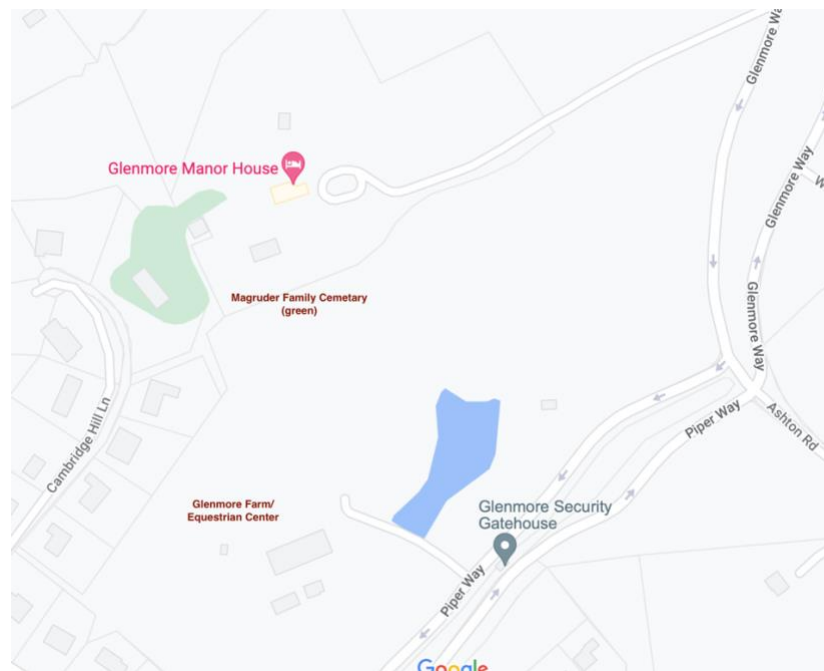 Glenmore Way
Glenmore Way
Glenmore Manor House
W
Magruder Family Cemetary
(green)
Glenmore Way
Cambridge Hill Ln
Piper Way
Ashton Rd
Glenmore Farm/
Equestrian Center
Glenmore Security
Gatehouse
Piper Way
Google